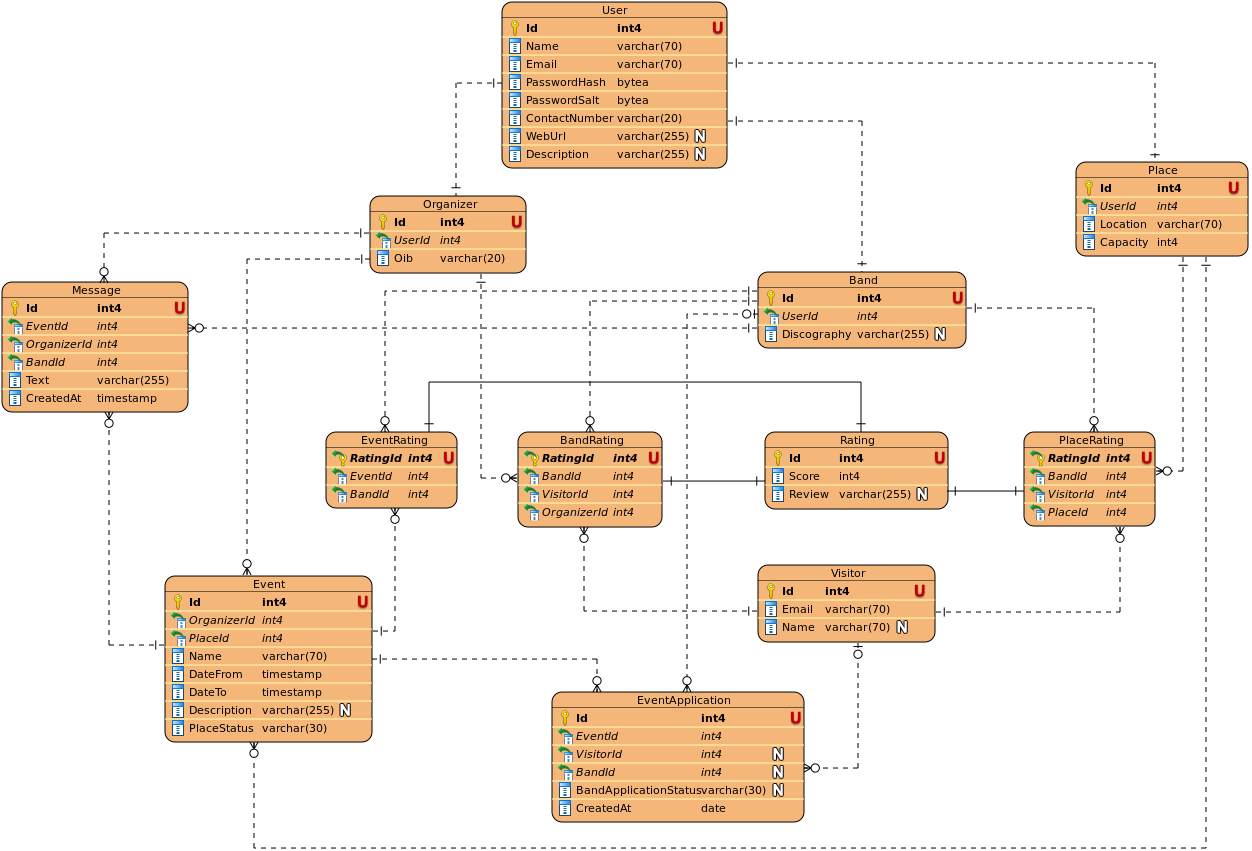 User
Id int4 U
Name varchar(70)
Email varchar(70)
PasswordHash bytea
PasswordSalt bytea
ContactNumber varchar(20)
WebUrl varchar(255) N
Description varchar(255) N
Place
Id int4 U
UserId int4
Location varchar(70)
Capacity int4
Organizer
Id int4 U
UserId int4
Oib varchar(20)
Band
Id int4 U
UserId int4
Discography varchar(255) N
Message
Id int4 U
EventId int4
OrganizerId int4
BandId int4
Text varchar(255)
CreatedAt timestamp
EventRating
RatingId int4 U
EventId int4
BandId int4
BandRating
RatingId int4 U
BandId int4
VisitorId int4
OrganizerId int4
Rating
Id int4 U
Score int4
Review varchar(255) N
PlaceRating
RatingId int4 U
BandId int4
VisitorId int4
PlaceId int4
Visitor
Id int4 U
Email varchar(70)
Name varchar(70) N
Event
Id int4 U
OrganizerId int4
PlaceId int4
Name varchar(70)
DateFrom timestamp
DateTo timestamp
Description varchar(255) N
PlaceStatus varchar(30)
EventApplication
Id int4 U
EventId int4
VisitorId int4 N
BandId int4 N
BandApplicationStatus varchar(30) N
CreatedAt date